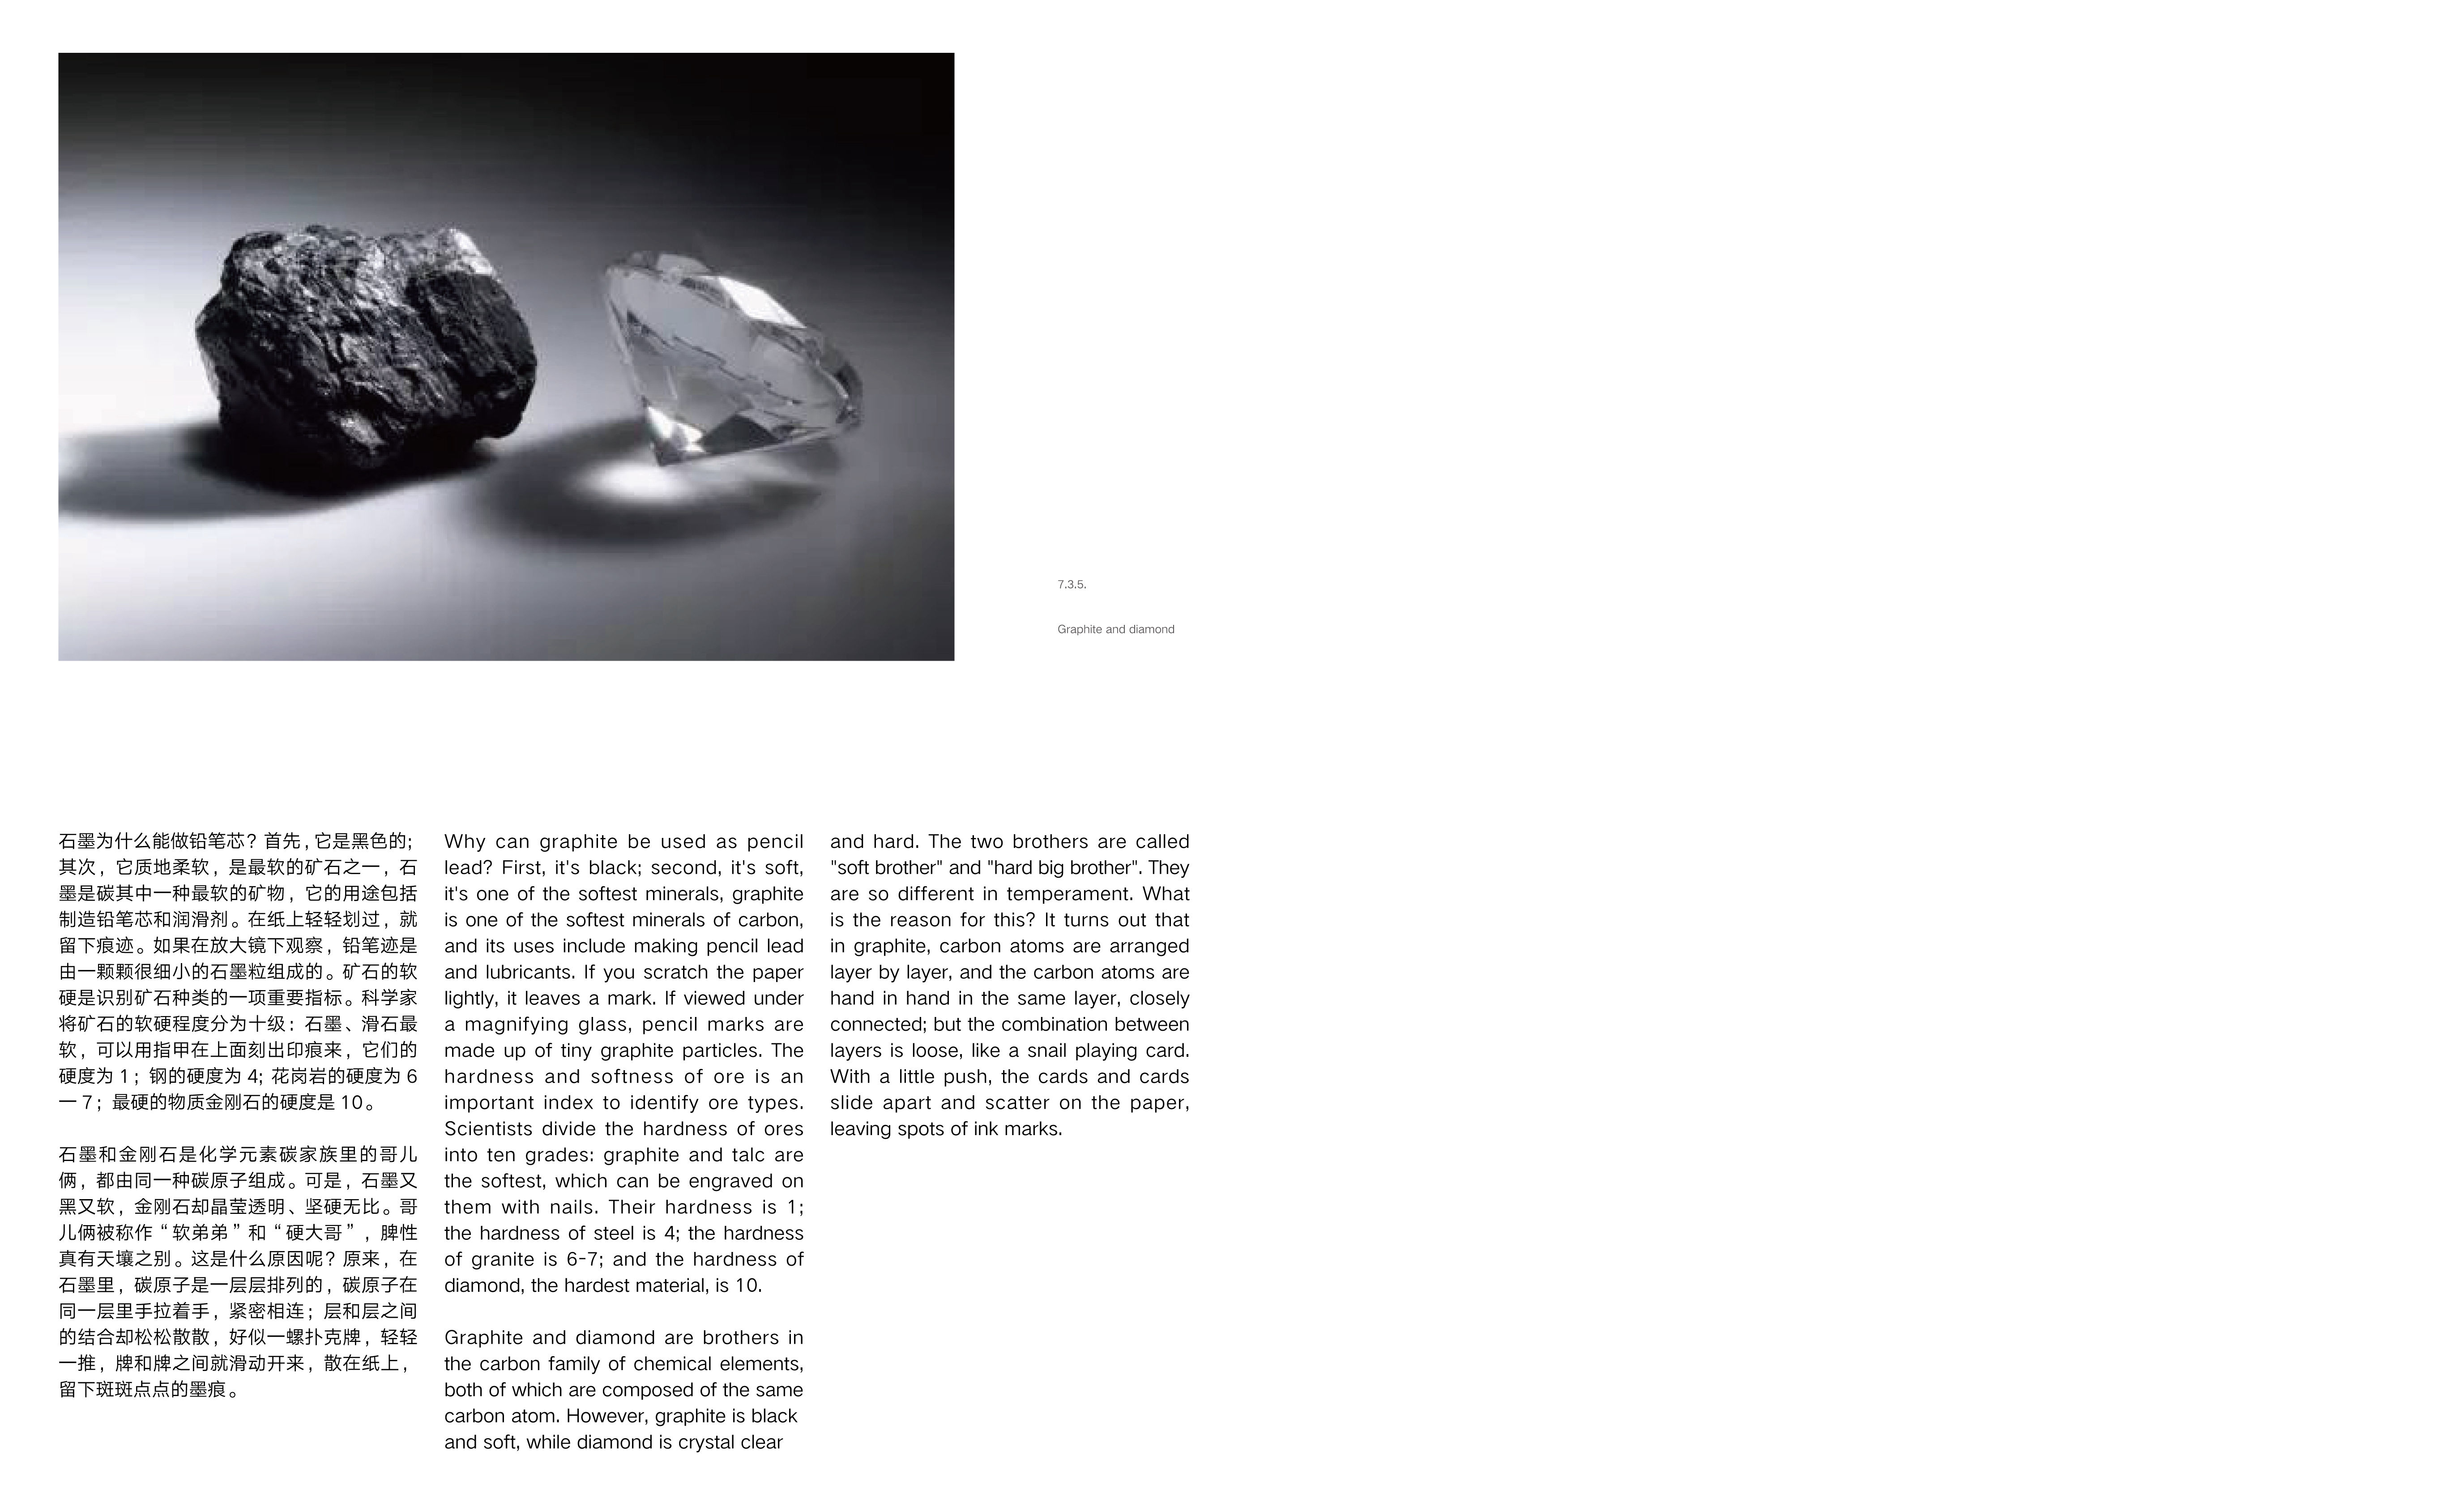 7.3.5.
Graphite and diamond
石墨为什么能做铅笔芯？首先，它是黑色的；
其次，它质地柔软，是最软的矿石之一，石
墨是碳其中一种最软的矿物，它的用途包括
制造铅笔芯和润滑剂。在纸上轻轻划过，就
留下痕迹。如果在放大镜下观察，铅笔迹是
由一颗颗很细小的石墨粒组成的。矿石的软
硬是识别矿石种类的一项重要指标。科学家
将矿石的软硬程度分为十级：石墨、滑石最
软，可以用指甲在上面刻出印痕来，它们的
硬度为 1；钢的硬度为 4；花岗岩的硬度为 6
一 7；最硬的物质金刚石的硬度是 10。
石墨和金刚石是化学元素碳家族里的哥儿
俩，都由同一种碳原子组成。可是，石墨又
黑又软，金刚石却晶莹透明、坚硬无比。哥
儿俩被称作“软弟弟”和“硬大哥”，脾性
真有天壤之别。这是什么原因呢？原来，在
石墨里，碳原子是一层层排列的，碳原子在
同一层里手拉着手，紧密相连；层和层之间
的结合却松松散散，好似一螺扑克牌，轻轻
一推，牌和牌之间就滑动开来，散在纸上，
留下斑斑点点的墨痕。
Why can graphite be used as pencil
lead? First, it's black; second, it's soft,
it's one of the softest minerals, graphite
is one of the softest minerals of carbon,
and its uses include making pencil lead
and lubricants. If you scratch the paper
lightly, it leaves a mark. If viewed under
a magnifying glass, pencil marks are
made up of tiny graphite particles. The
hardness and softness of ore is an
important index to identify ore types.
Scientists divide the hardness of ores
into ten grades: graphite and talc are
the softest, which can be engraved on
them with nails. Their hardness is 1;
the hardness of steel is 4; the hardness
of granite is 6-7; and the hardness of
diamond, the hardest material, is 10.
Graphite and diamond are brothers in
the carbon family of chemical elements,
both of which are composed of the same
carbon atom. However, graphite is black
and soft, while diamond is crystal clear
and hard. The two brothers are called
"soft brother" and "hard big brother". They
are so different in temperament. What
is the reason for this? It turns out that
in graphite, carbon atoms are arranged
layer by layer, and the carbon atoms are
hand in hand in the same layer, closely
connected; but the combination between
layers is loose, like a snail playing card.
With a little push, the cards and cards
slide apart and scatter on the paper,
leaving spots of ink marks.